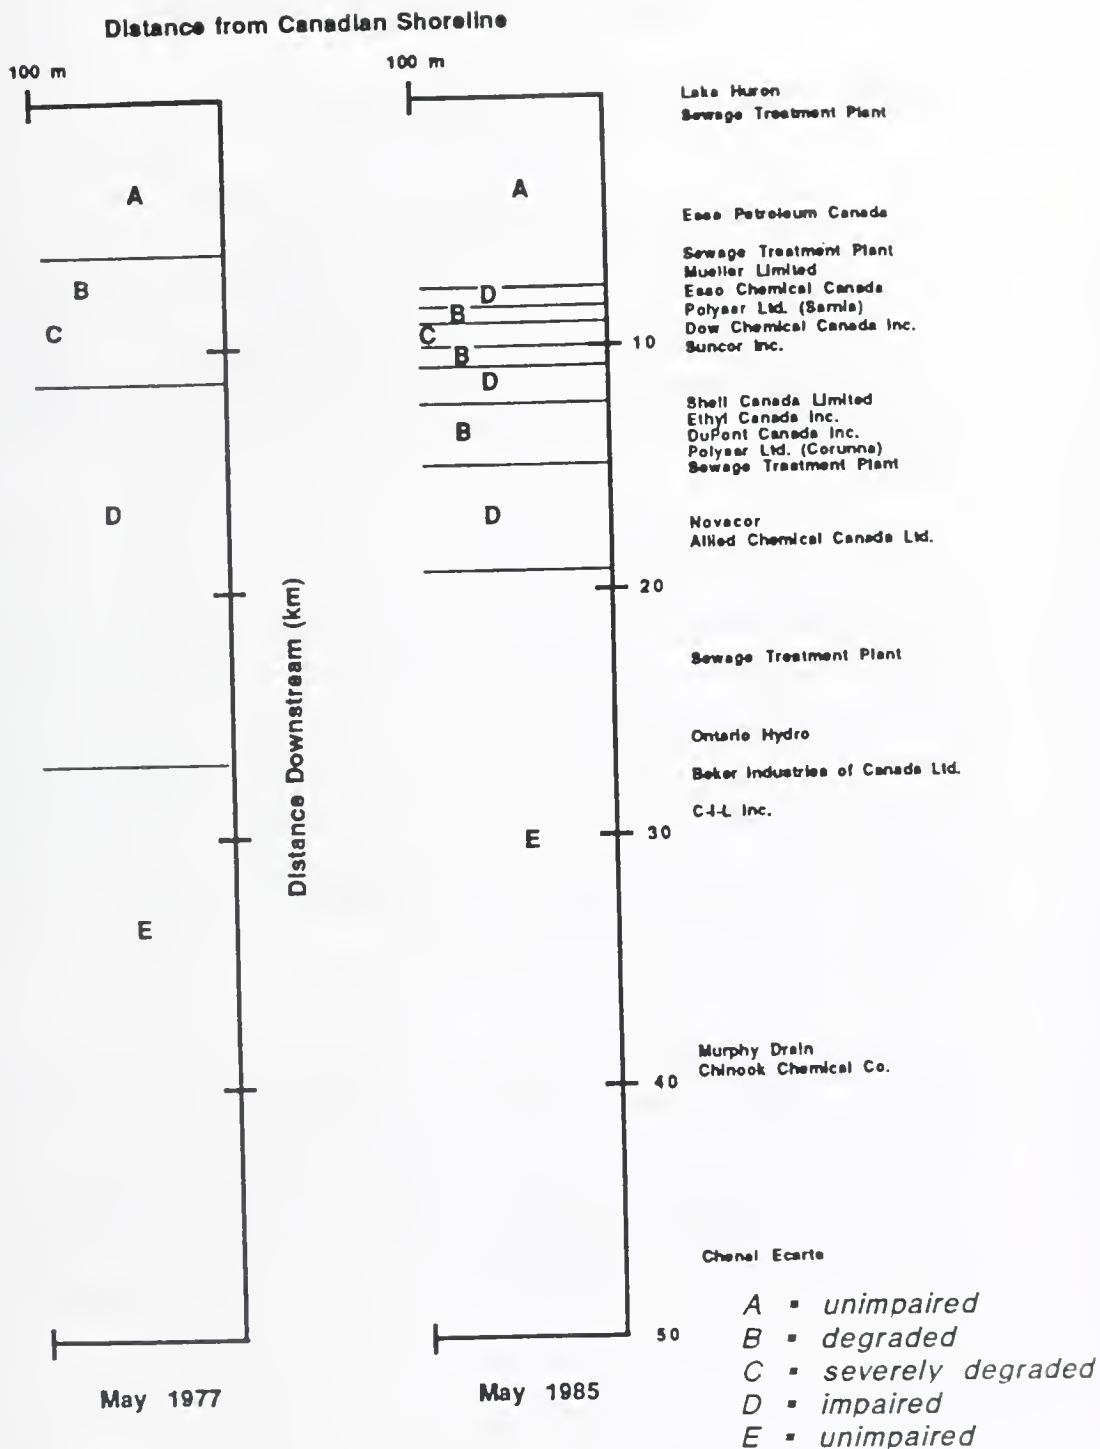 Distance from Canadian Shoreline
100 m
100 m
A
B
C
D
E
Distance Downstream (km)
A
D
B
C
B
D
B
D
E
10
20
30
40
50
Lake Huron
Sewage Treatment Plant
Esso Petroleum Canada
Sewage Treatment Plant
Mueller Limited
Esso Chemical Canada
Polysar Ltd. (Sarnia)
Dow Chemical Canada Inc.
Suncor Inc.
Shell Canada Limited
Ethyl Canada Inc.
DuPont Canada Inc.
Polysar Ltd. (Corunna)
Sewage Treatment Plant
Novacor
Allied Chemical Canada Ltd.
Sewage Treatment Plant
Ontario Hydro
Beker Industries of Canada Ltd.
C-I-L Inc.
Murphy Drain
Chinook Chemical Co.
Chenal Ecarte
May 1977
May 1985
A = unimpaired
B = degraded
C = severely degraded
D = impaired
E = unimpaired